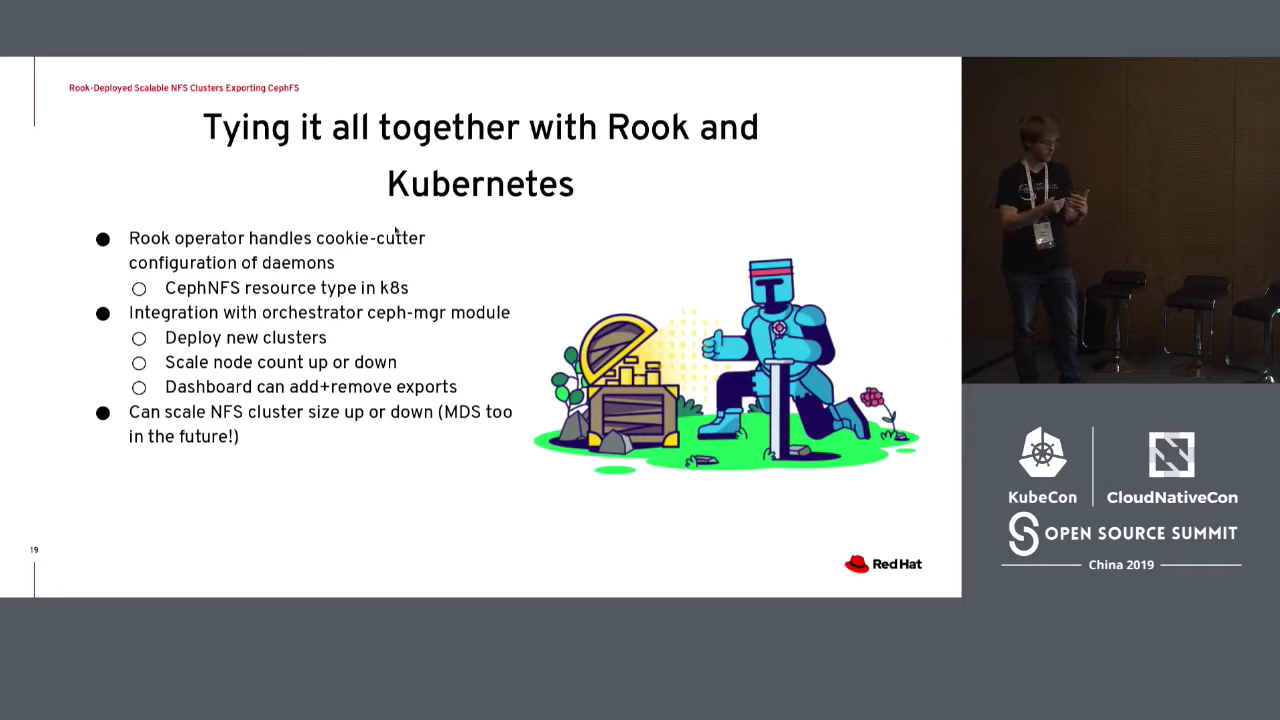 Rook-Deployed Scalable NFS Clusters Exporting CephFS
Tying it all together with Rook and
Kubernetes
● Rook operator handles cookie-cutter
configuration of daemons
○ CephNFS resource type in k8s
● Integration with orchestrator ceph-mgr module
○ Deploy new clusters
○ Scale node count up or down
○ Dashboard can add+remove exports
● Can scale NFS cluster size up or down (MDS too
in the future!)
19
Red Hat
KubeCon
CloudNativeCon
OPEN SOURCE SUMMIT
China 2019